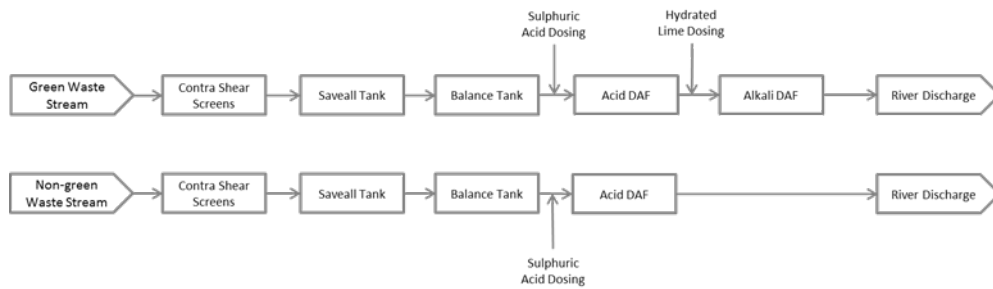 Sulphuric
Acid Dosing
Hydrated
Lime Dosing
Green Waste
Stream
Contra Shear
Screens
Saveall Tank
Balance Tank
Acid DAF
Alkali DAF
River Discharge
Non-green
Waste Stream
Contra Shear
Screens
Saveall Tank
Balance Tank
Acid DAF
River Discharge
Sulphuric
Acid Dosing